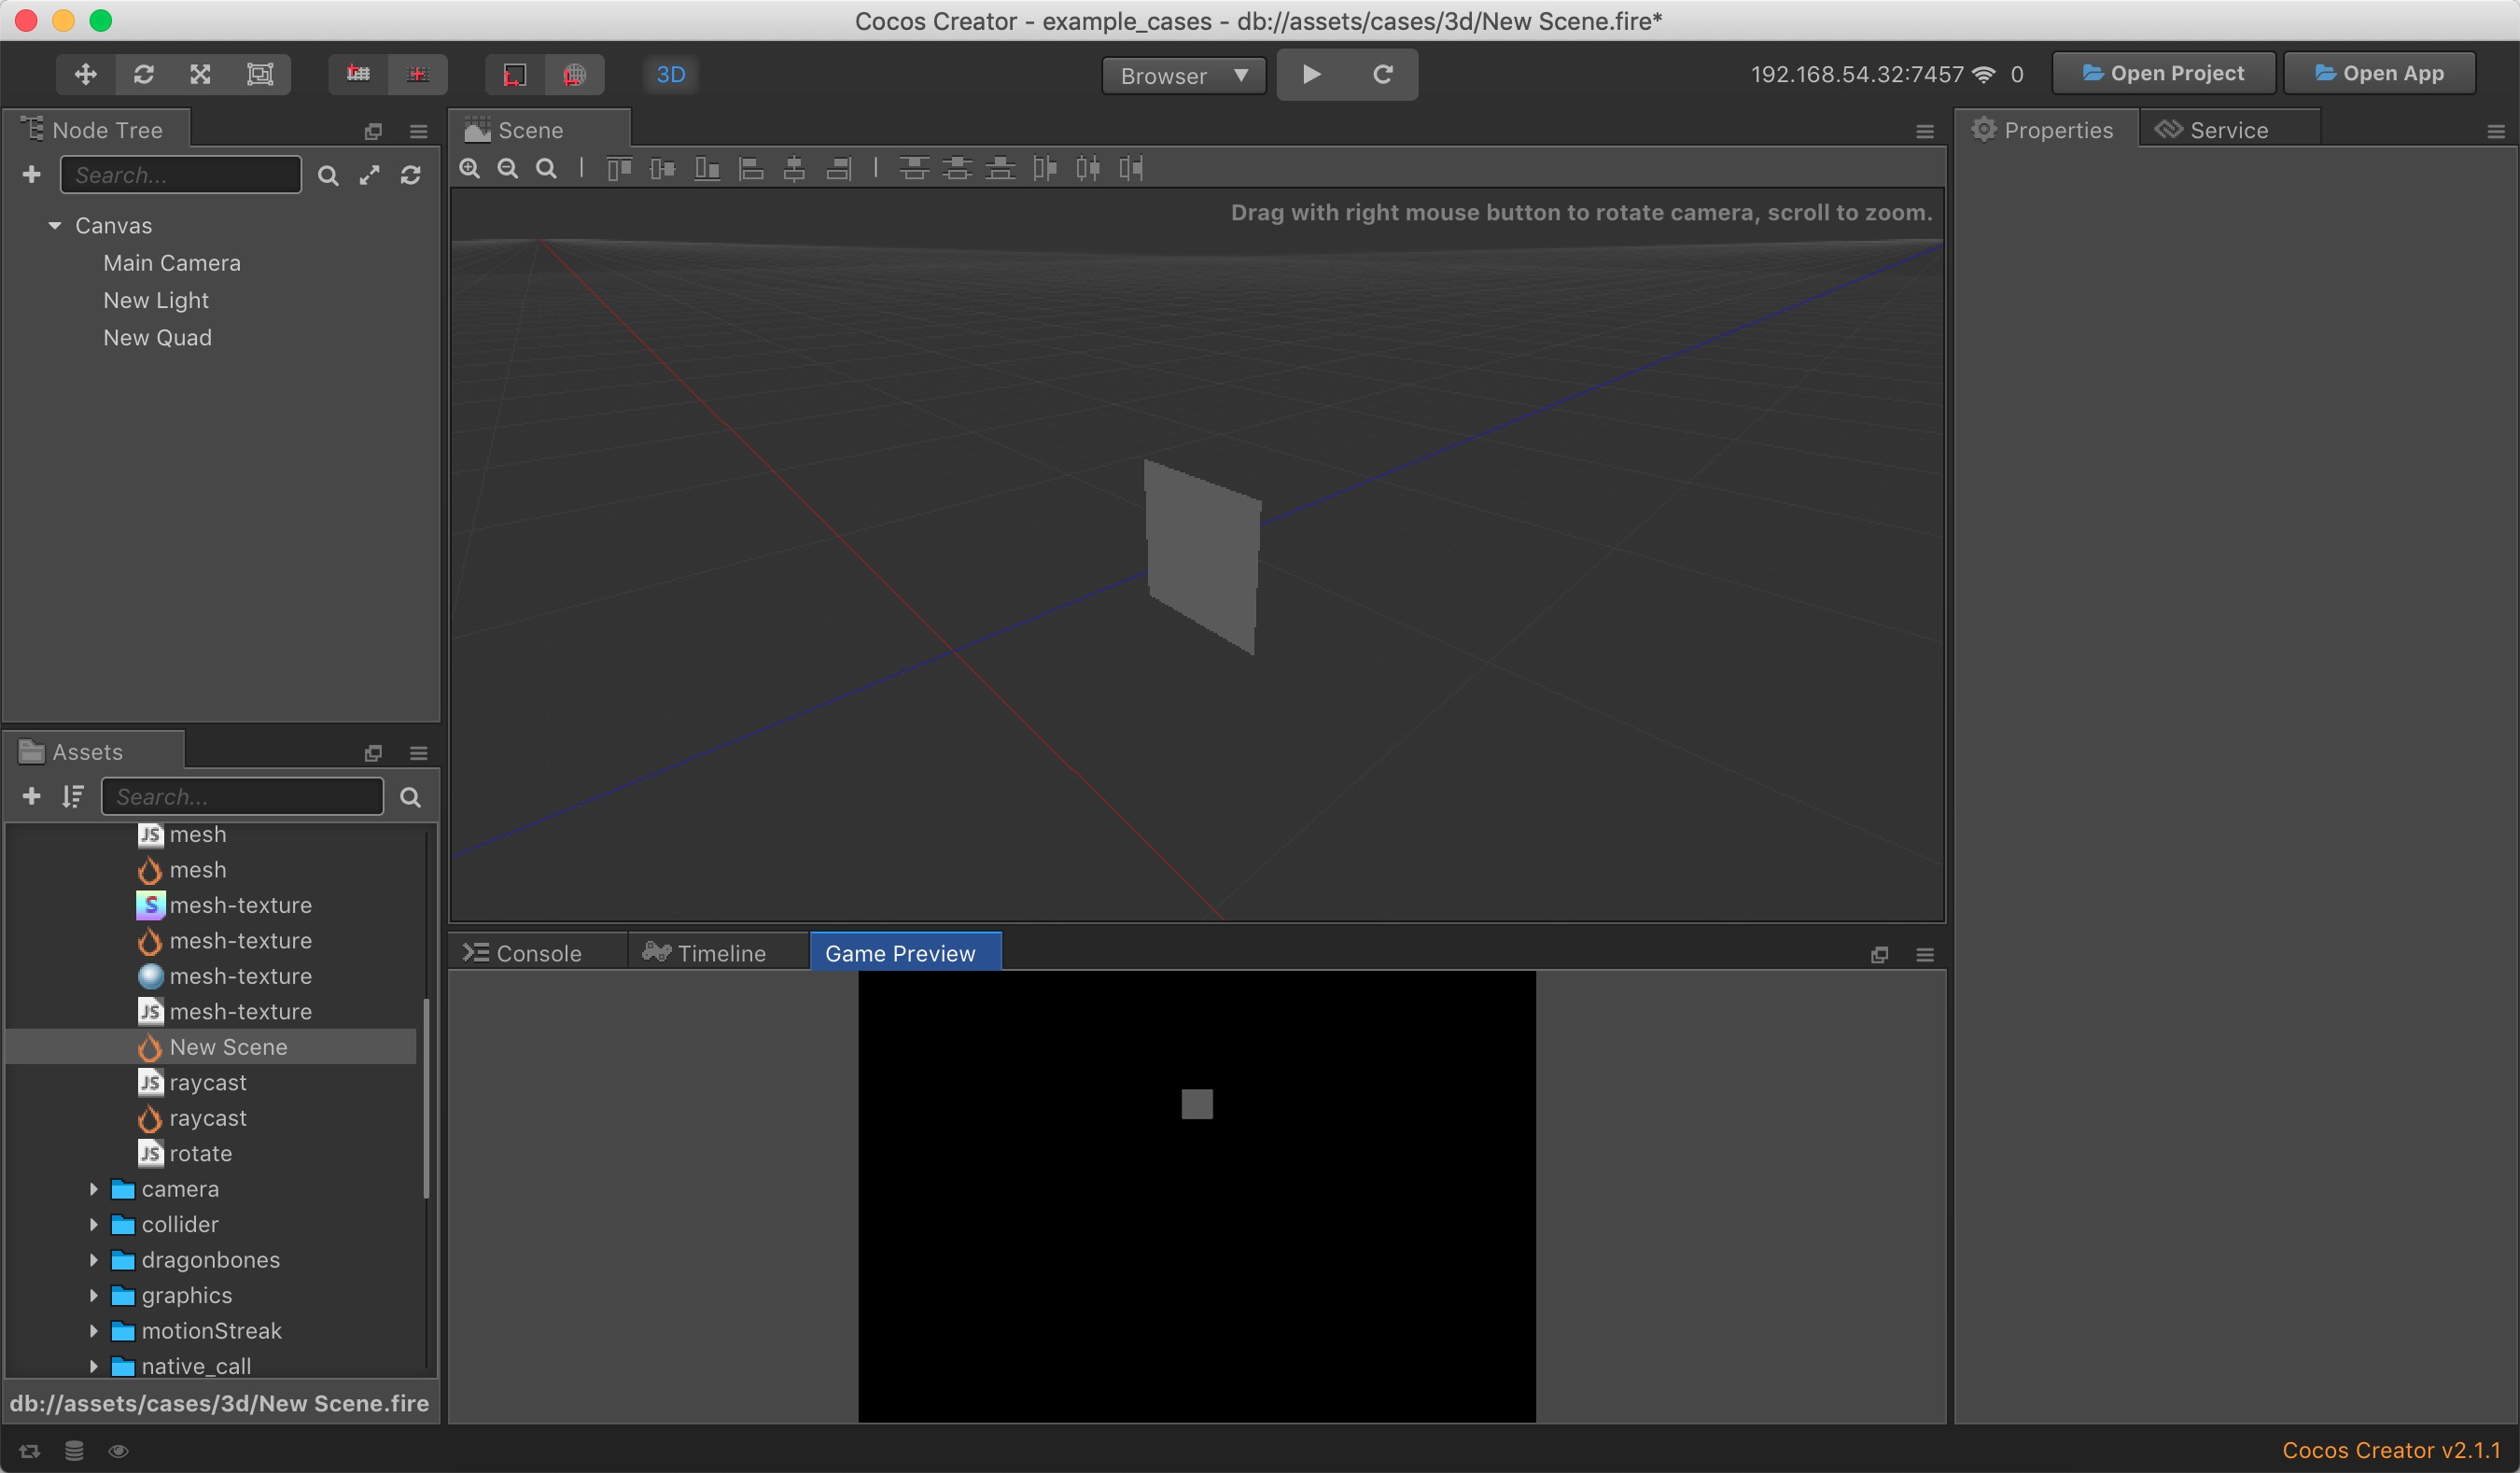 Cocos Creator - example_cases - db://assets/cases/3d/New Scene.fire*
3D
Browser
192.168.54.32:7457 0
Open Project
Open App
Node Tree
Search...
Canvas
Main Camera
New Light
New Quad
Scene
Drag with right mouse button to rotate camera, scroll to zoom.
Properties
Service
Assets
Search...
JS mesh
mesh
S mesh-texture
mesh-texture
mesh-texture
JS mesh-texture
New Scene
JS raycast
raycast
JS rotate
camera
collider
dragonbones
graphics
motionStreak
native_call
db://assets/cases/3d/New Scene.fire
Console
Timeline
Game Preview
Cocos Creator v2.1.1